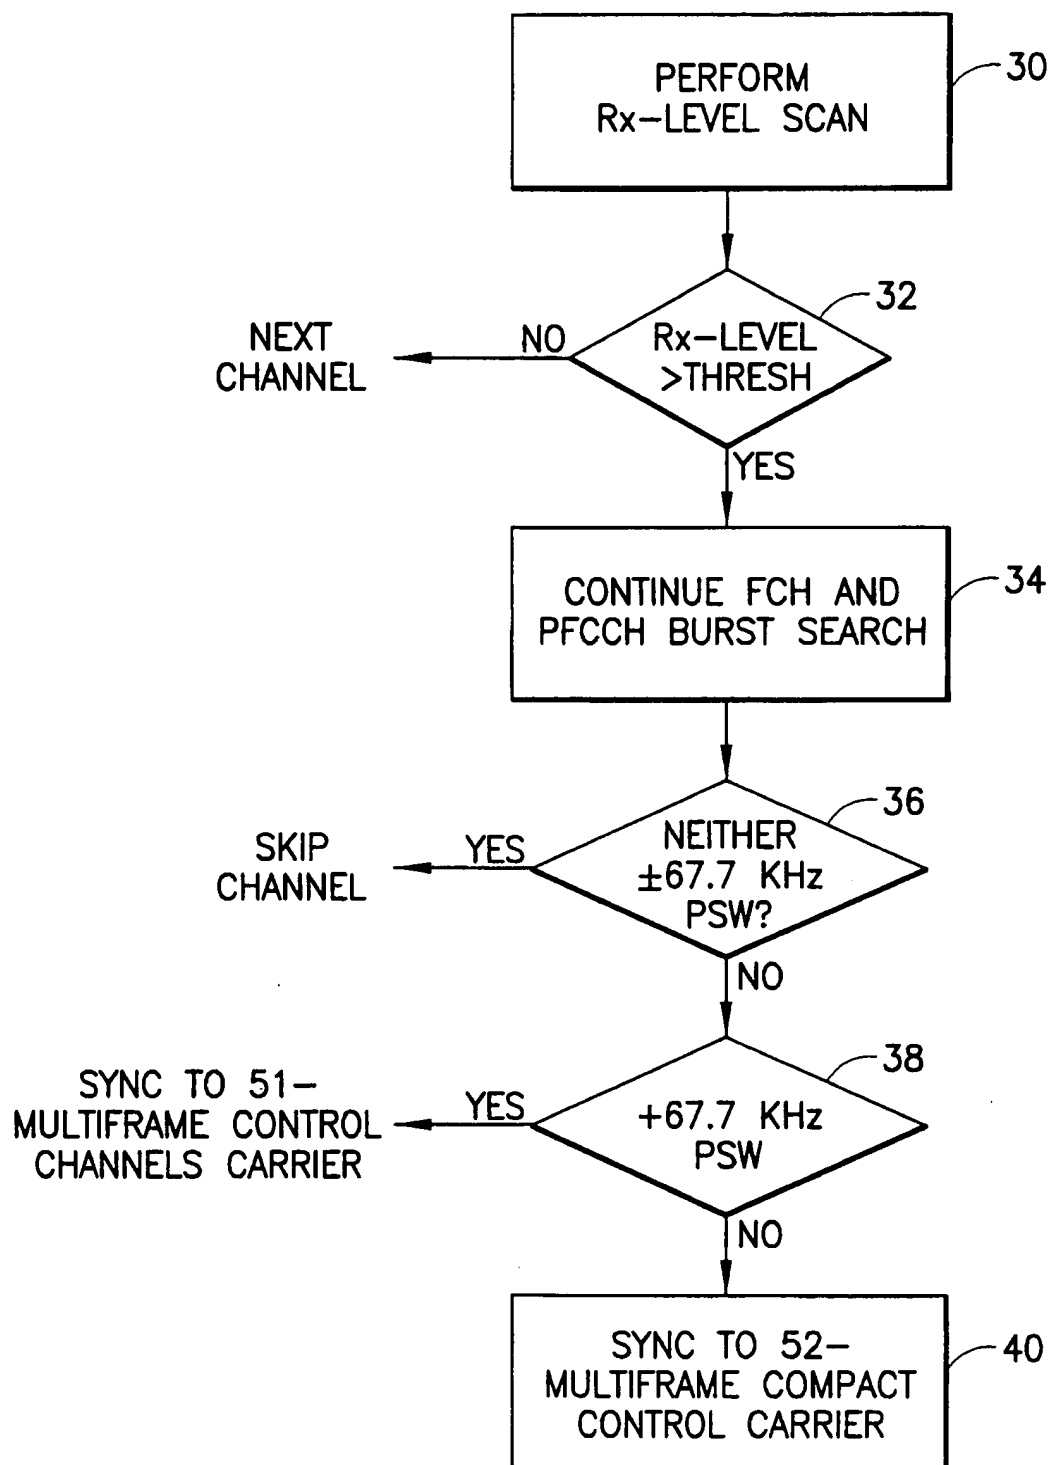 PERFORM
Rx-LEVEL SCAN
30
32
Rx-LEVEL
>THRESH
NO
NEXT
CHANNEL
YES
34
CONTINUE FCH AND
PFCCH BURST SEARCH
36
NEITHER
±67.7 KHz
PSW?
YES
SKIP
CHANNEL
NO
38
+67.7 KHz
PSW
YES
SYNC TO 51-
MULTIFRAME CONTROL
CHANNELS CARRIER
NO
SYNC TO 52-
MULTIFRAME COMPACT
CONTROL CARRIER
40